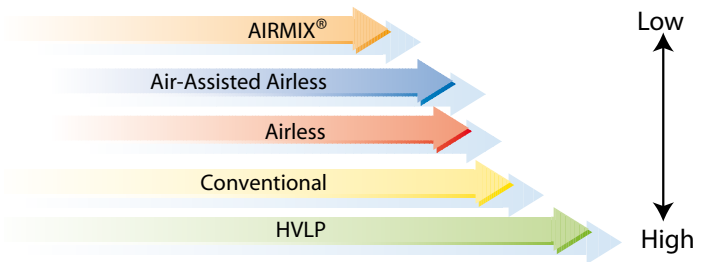 AIRMIX®
Low
Air-Assisted Airless
Airless
Conventional
HVLP
High